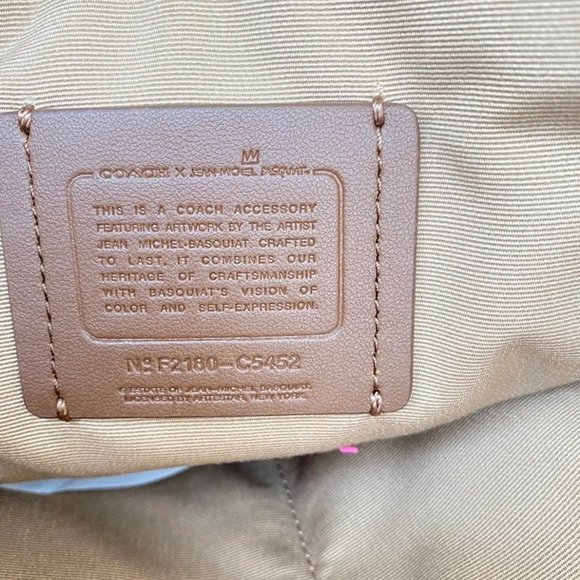 COACH X JEAN-MICHEL BASQUIAT
THIS IS A COACH ACCESSORY
FEATURING ARTWORK BY THE ARTIST
JEAN MICHEL-BASQUIAT. CRAFTED
TO LAST, IT COMBINES OUR
HERITAGE OF CRAFTSMANSHIP
WITH BASQUIAT'S VISION OF
COLOR AND SELF-EXPRESSION.
Nº F2180-C5452
© ESTATE OF JEAN-MICHEL BASQUIAT.
LICENSED BY ARTESTAR, NEW YORK.